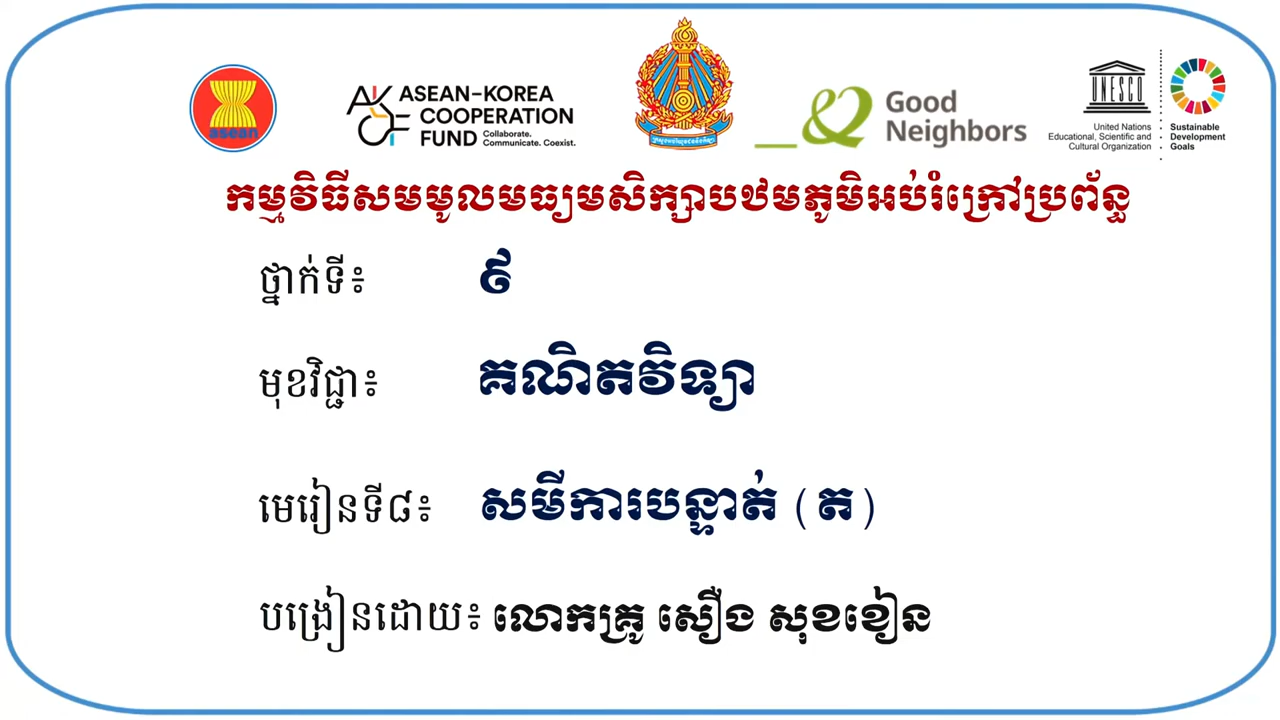 asean
ASEAN-KOREA
COOPERATION
FUND Collaborate.
Communicate. Coexist.
Good
Neighbors
UNESCO
United Nations
Educational, Scientific and
Cultural Organization
Sustainable
Development
Goals
កម្មវិធីសមមូលមធ្យមសិក្សាបឋមភូមិអប់រំក្រៅប្រព័ន្ធ
ថ្នាក់ទី៖ ៩
មុខវិជ្ជា៖ គណិតវិទ្យា
មេរៀនទី៨៖ សមីការបន្ទាត់ (ត)
បង្រៀនដោយ៖ លោកគ្រូ សឿង សុខខៀន